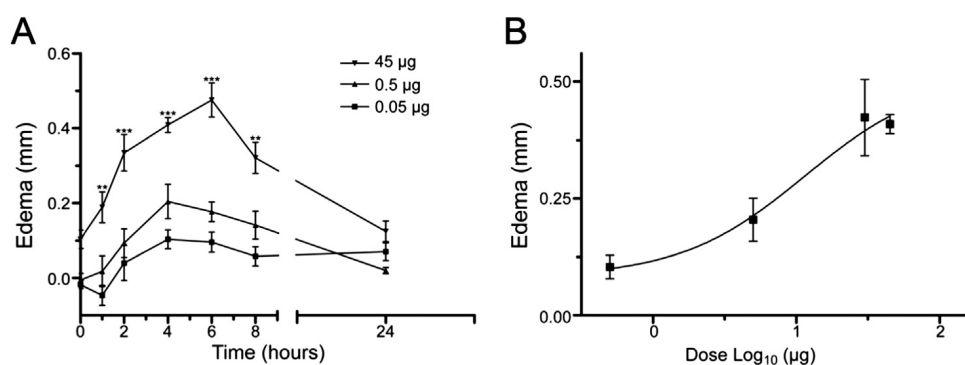 A
0.6
0.4
0.2
0.0
Edema (mm)
***
***
***
**
**
45 µg
0.5 µg
0.05 µg
0 2 4 6 8 24
Time (hours)
B
0.50
0.25
0.00
Edema (mm)
0 1 2
Dose Log₁₀ (µg)